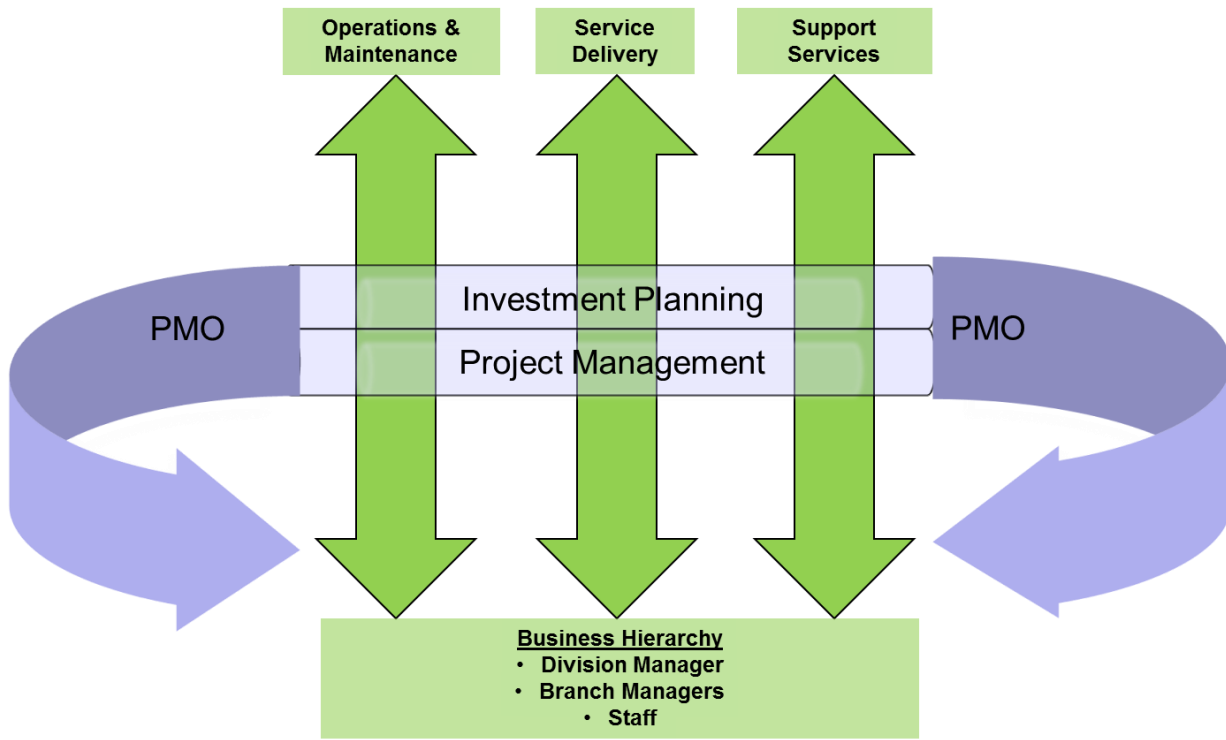 Operations &
Maintenance
Service
Delivery
Support
Services
Investment Planning
PMO
PMO
Project Management
Business Hierarchy
• Division Manager
• Branch Managers
• Staff